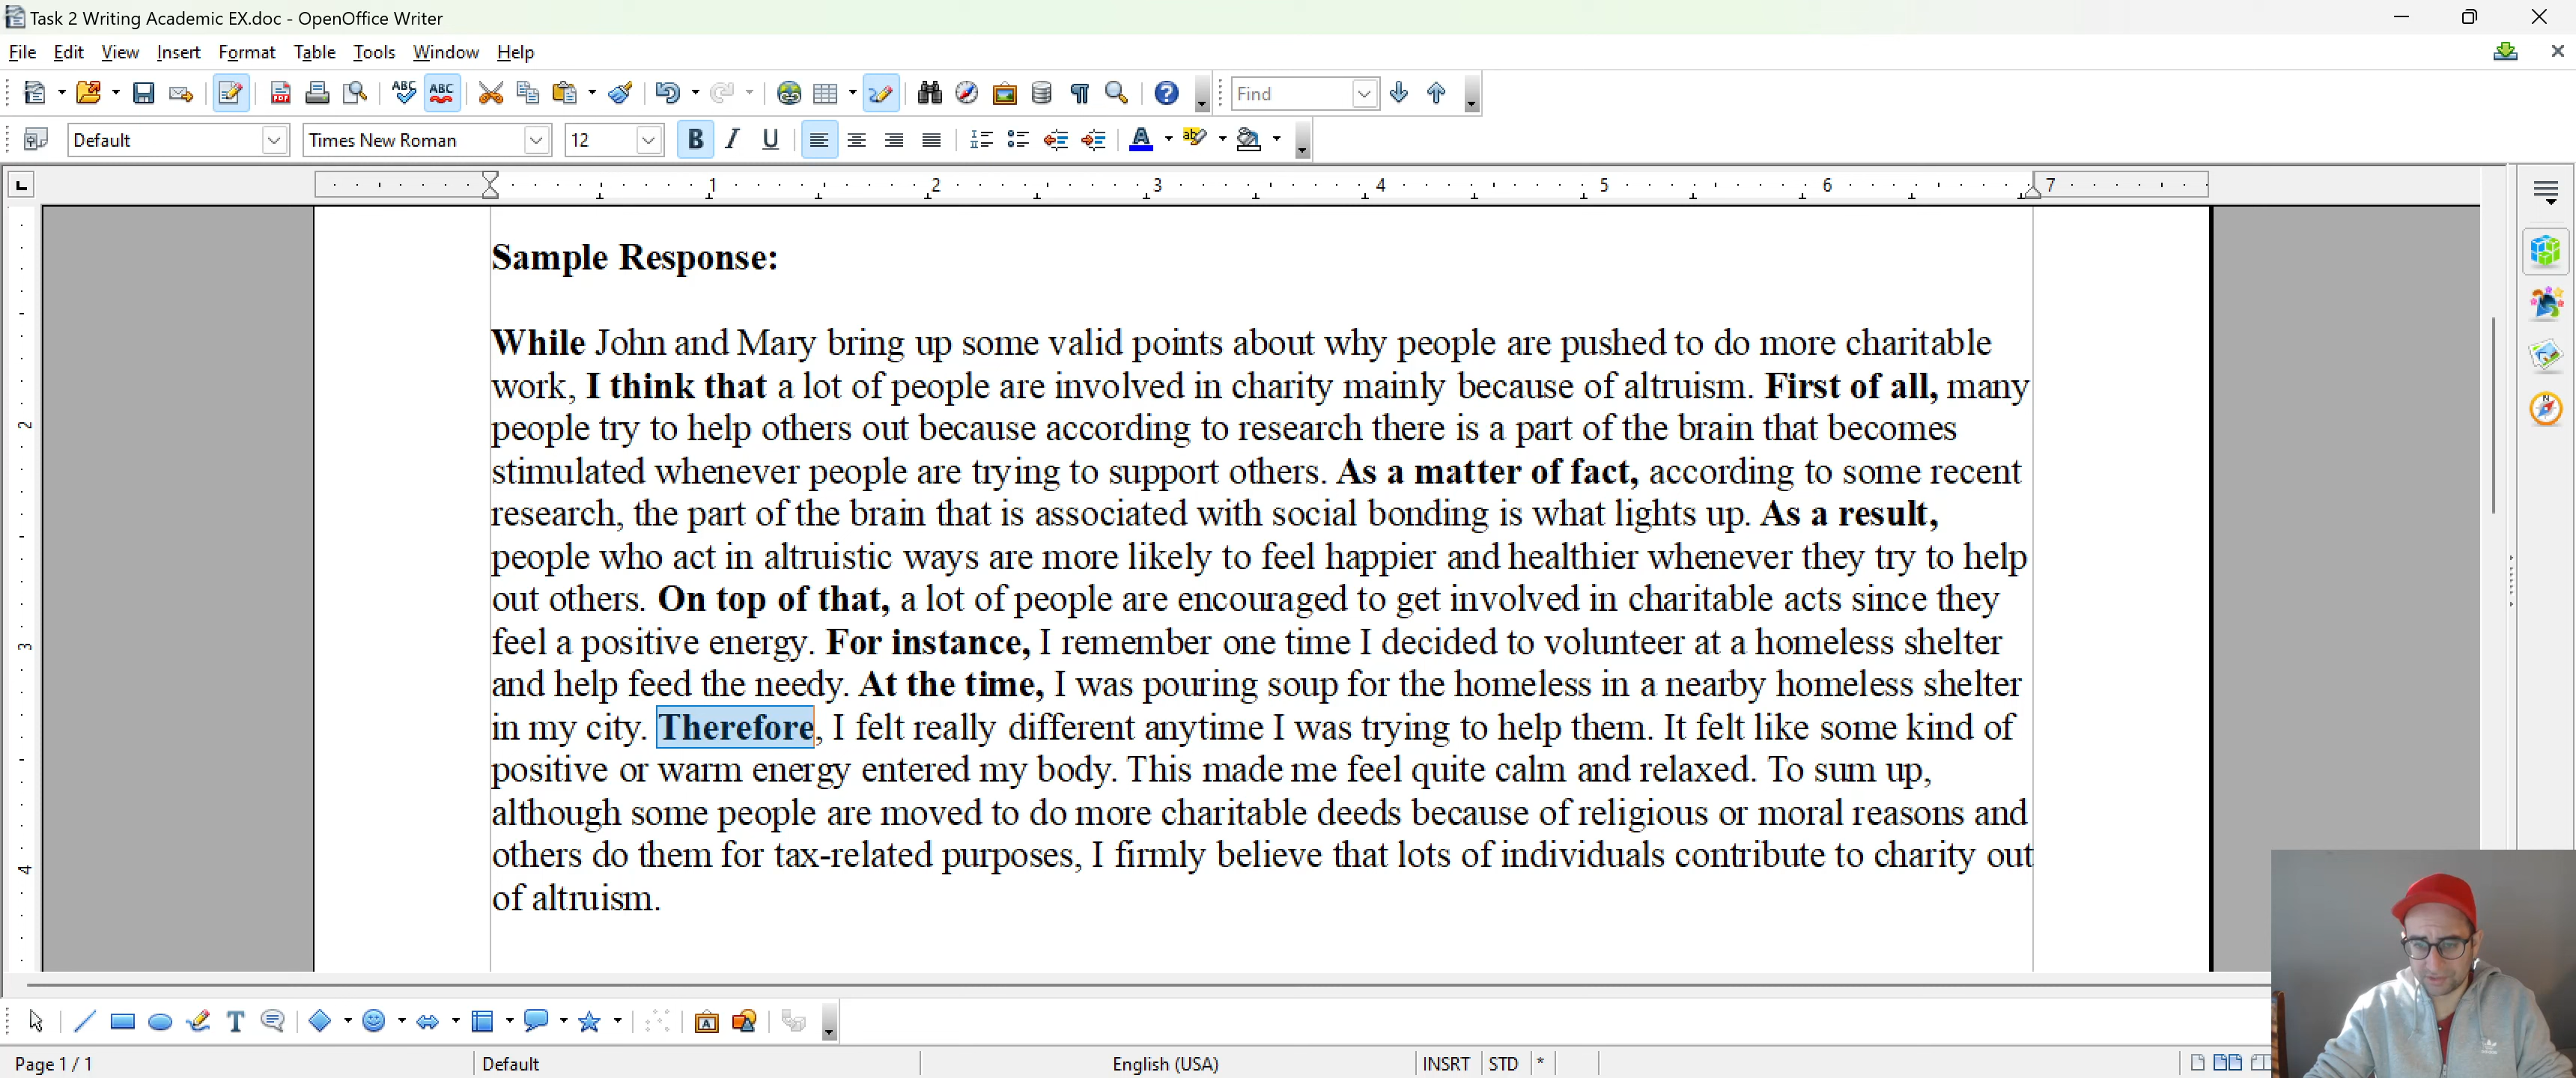 Task 2 Writing Academic EX.doc - OpenOffice Writer
File Edit View Insert Format Table Tools Window Help
Find
Default Times New Roman 12
1 2 3 4 5 6 7
Sample Response:
While John and Mary bring up some valid points about why people are pushed to do more charitable
work, I think that a lot of people are involved in charity mainly because of altruism. First of all, many
people try to help others out because according to research there is a part of the brain that becomes
stimulated whenever people are trying to support others. As a matter of fact, according to some recent
research, the part of the brain that is associated with social bonding is what lights up. As a result,
people who act in altruistic ways are more likely to feel happier and healthier whenever they try to help
out others. On top of that, a lot of people are encouraged to get involved in charitable acts since they
feel a positive energy. For instance, I remember one time I decided to volunteer at a homeless shelter
and help feed the needy. At the time, I was pouring soup for the homeless in a nearby homeless shelter
in my city. Therefore, I felt really different anytime I was trying to help them. It felt like some kind of
positive or warm energy entered my body. This made me feel quite calm and relaxed. To sum up,
although some people are moved to do more charitable deeds because of religious or moral reasons and
others do them for tax-related purposes, I firmly believe that lots of individuals contribute to charity out
of altruism.
2
3
4
Page 1 / 1 Default English (USA) INSRT STD *